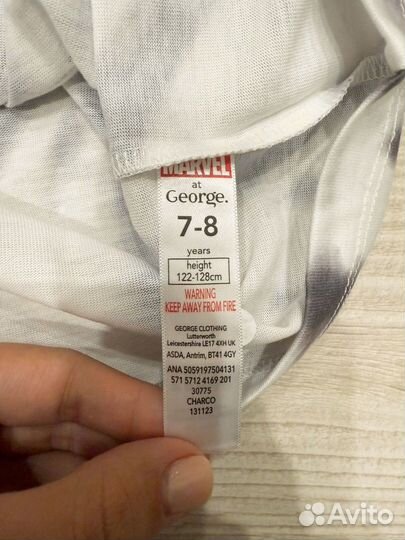 MARVEL
at
George.
7-8
years
height
122-128cm
WARNING
KEEP AWAY FROM FIRE
GEORGE CLOTHING
Lutterworth
Leicestershire LE17 4XH UK
ASDA, Antrim, BT41 4GY
ANA 5059197504131
571 5712 4169 201
30775
CHARCO
131123
Avito